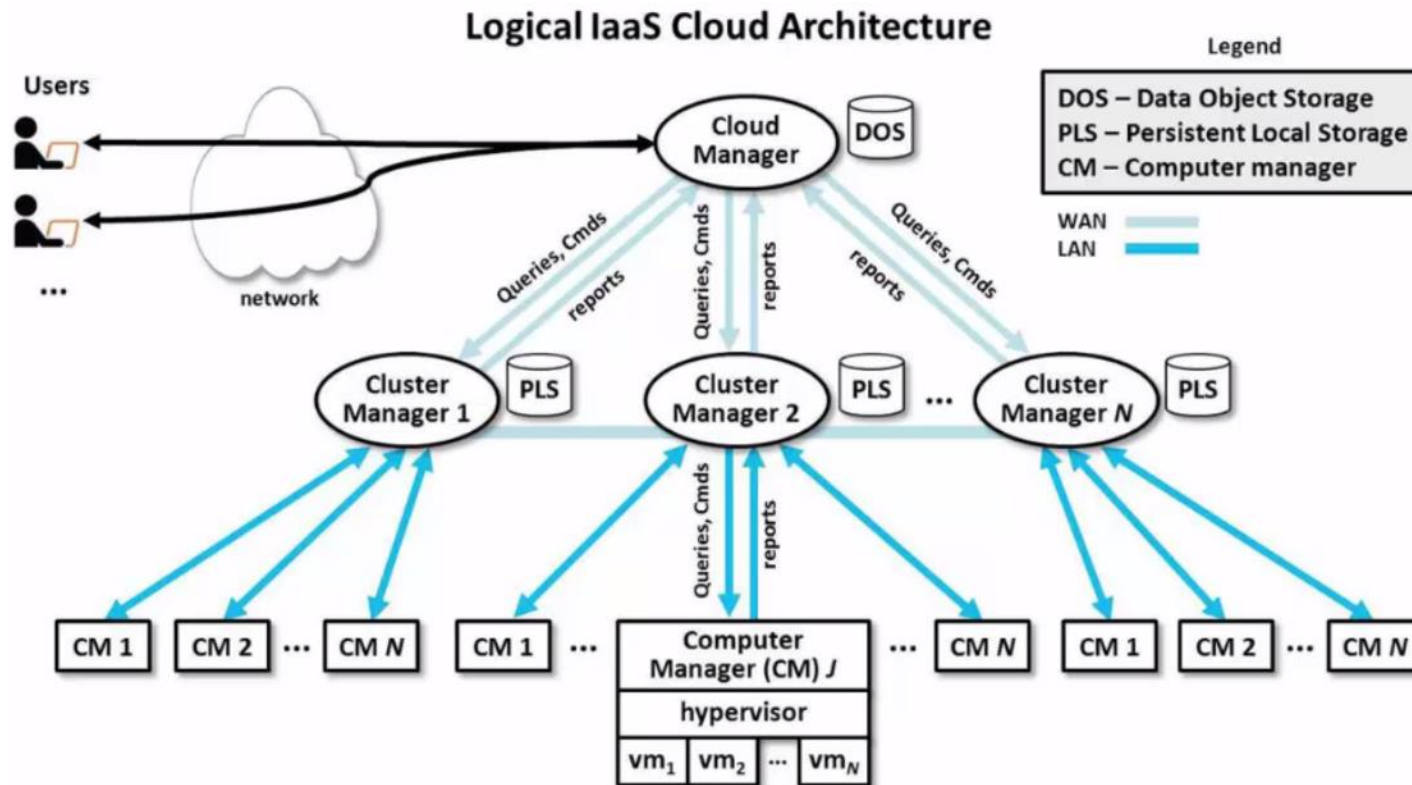 Logical IaaS Cloud Architecture
Legend
DOS – Data Object Storage
PLS – Persistent Local Storage
CM – Computer manager
WAN
LAN
Users
...
network
Cloud
Manager
DOS
Queries, Cmds
reports
Queries, Cmds
reports
Queries, Cmds
reports
Cluster
Manager 1
PLS
Cluster
Manager 2
PLS
...
Cluster
Manager N
PLS
Queries, Cmds
reports
CM 1
CM 2
...
CM N
CM 1
...
Computer
Manager (CM) J
hypervisor
vm1
vm2
...
vmN
...
CM N
CM 1
CM 2
...
CM N